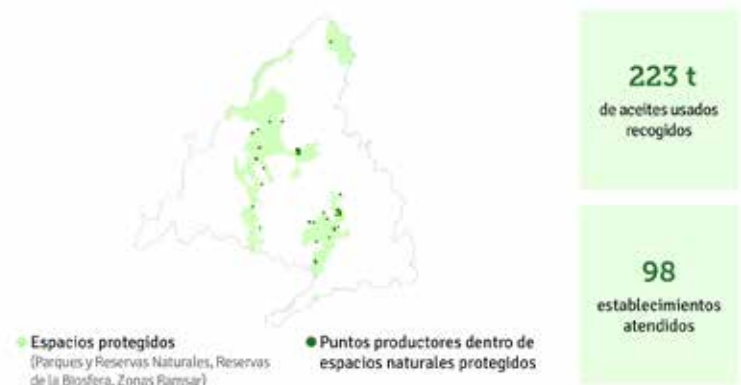 223 t
de aceites usados
recogidos
98
establecimientos
atendidos
Espacios protegidos
(Parques y Reservas Naturales, Reservas
de la Biosfera, Zonas Ramsar)
Puntos productores dentro de
espacios naturales protegidos